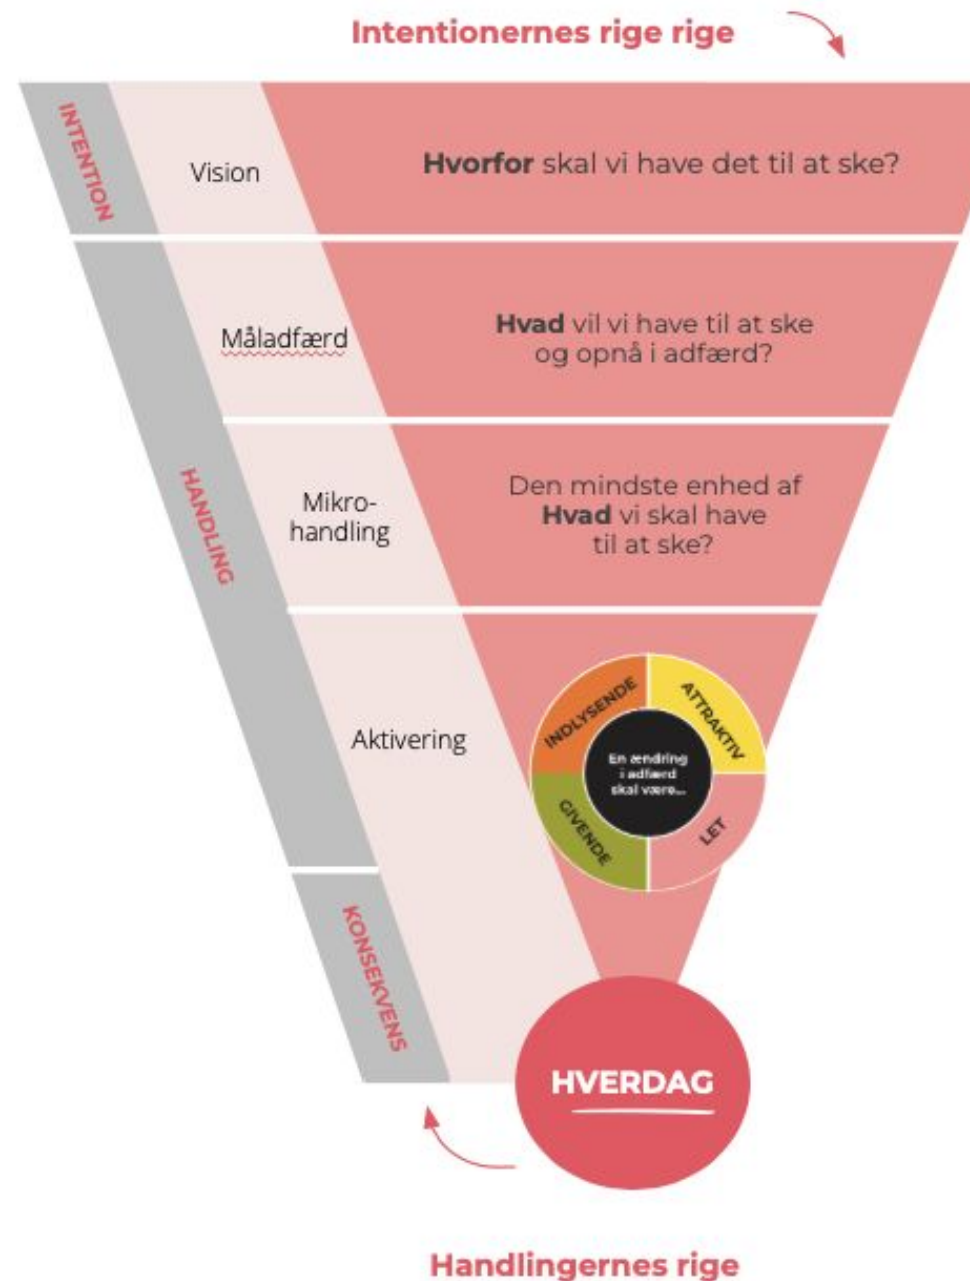 Intentionernes rige rige
INTENTION
Vision
Hvorfor skal vi have det til at ske?
HANDLING
Måladfærd
Hvad vil vi have til at ske
og opnå i adfærd?
Mikro-
handling
Den mindste enhed af
Hvad vi skal have
til at ske?
Aktivering
INDLYSENDE
ATTRAKTIV
En ændring
i adfærd
skal være...
GIVENDE
LET
KONSEKVENS
HVERDAG
Handlingernes rige